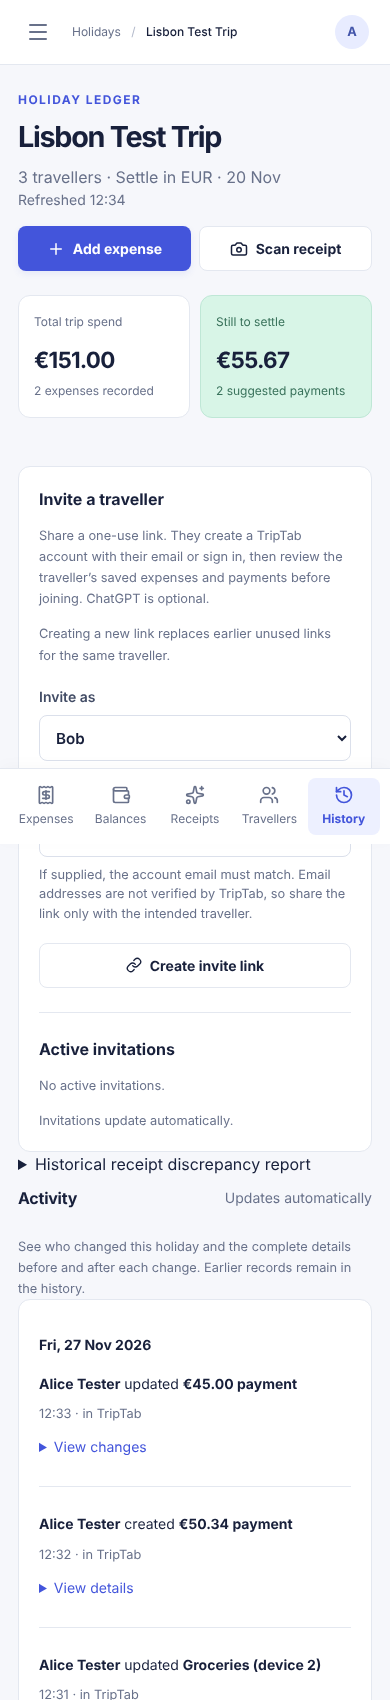 Holidays / Lisbon Test Trip
A
HOLIDAY LEDGER
Lisbon Test Trip
3 travellers · Settle in EUR · 20 Nov
Refreshed 12:34
Add expense
Scan receipt
Total trip spend
€151.00
2 expenses recorded
Still to settle
€55.67
2 suggested payments
Invite a traveller
Share a one-use link. They create a TripTab
account with their email or sign in, then review the
traveller’s saved expenses and payments before
joining. ChatGPT is optional.
Creating a new link replaces earlier unused links
for the same traveller.
Invite as
Bob
Expenses
Balances
Receipts
Travellers
History
If supplied, the account email must match. Email
addresses are not verified by TripTab, so share the
link only with the intended traveller.
Create invite link
Active invitations
No active invitations.
Invitations update automatically.
Historical receipt discrepancy report
Activity
Updates automatically
See who changed this holiday and the complete details
before and after each change. Earlier records remain in
the history.
Fri, 27 Nov 2026
Alice Tester updated €45.00 payment
12:33 · in TripTab
View changes
Alice Tester created €50.34 payment
12:32 · in TripTab
View details
Alice Tester updated Groceries (device 2)
12:31 · in TripTab